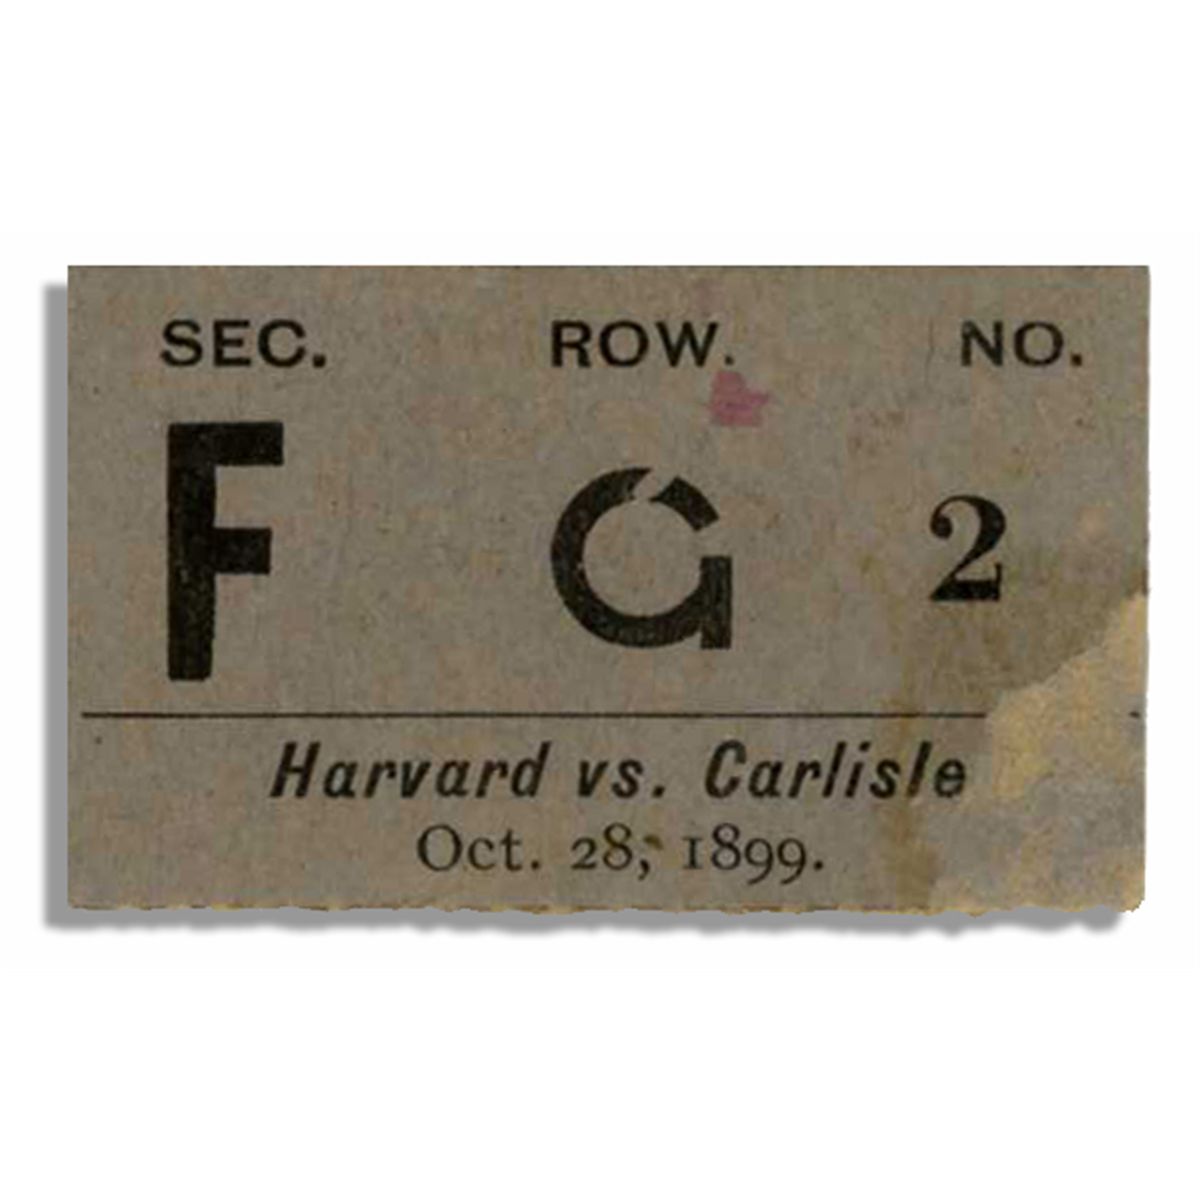 SEC. ROW. NO.
F G 2
Harvard vs. Carlisle
Oct. 28, 1899.